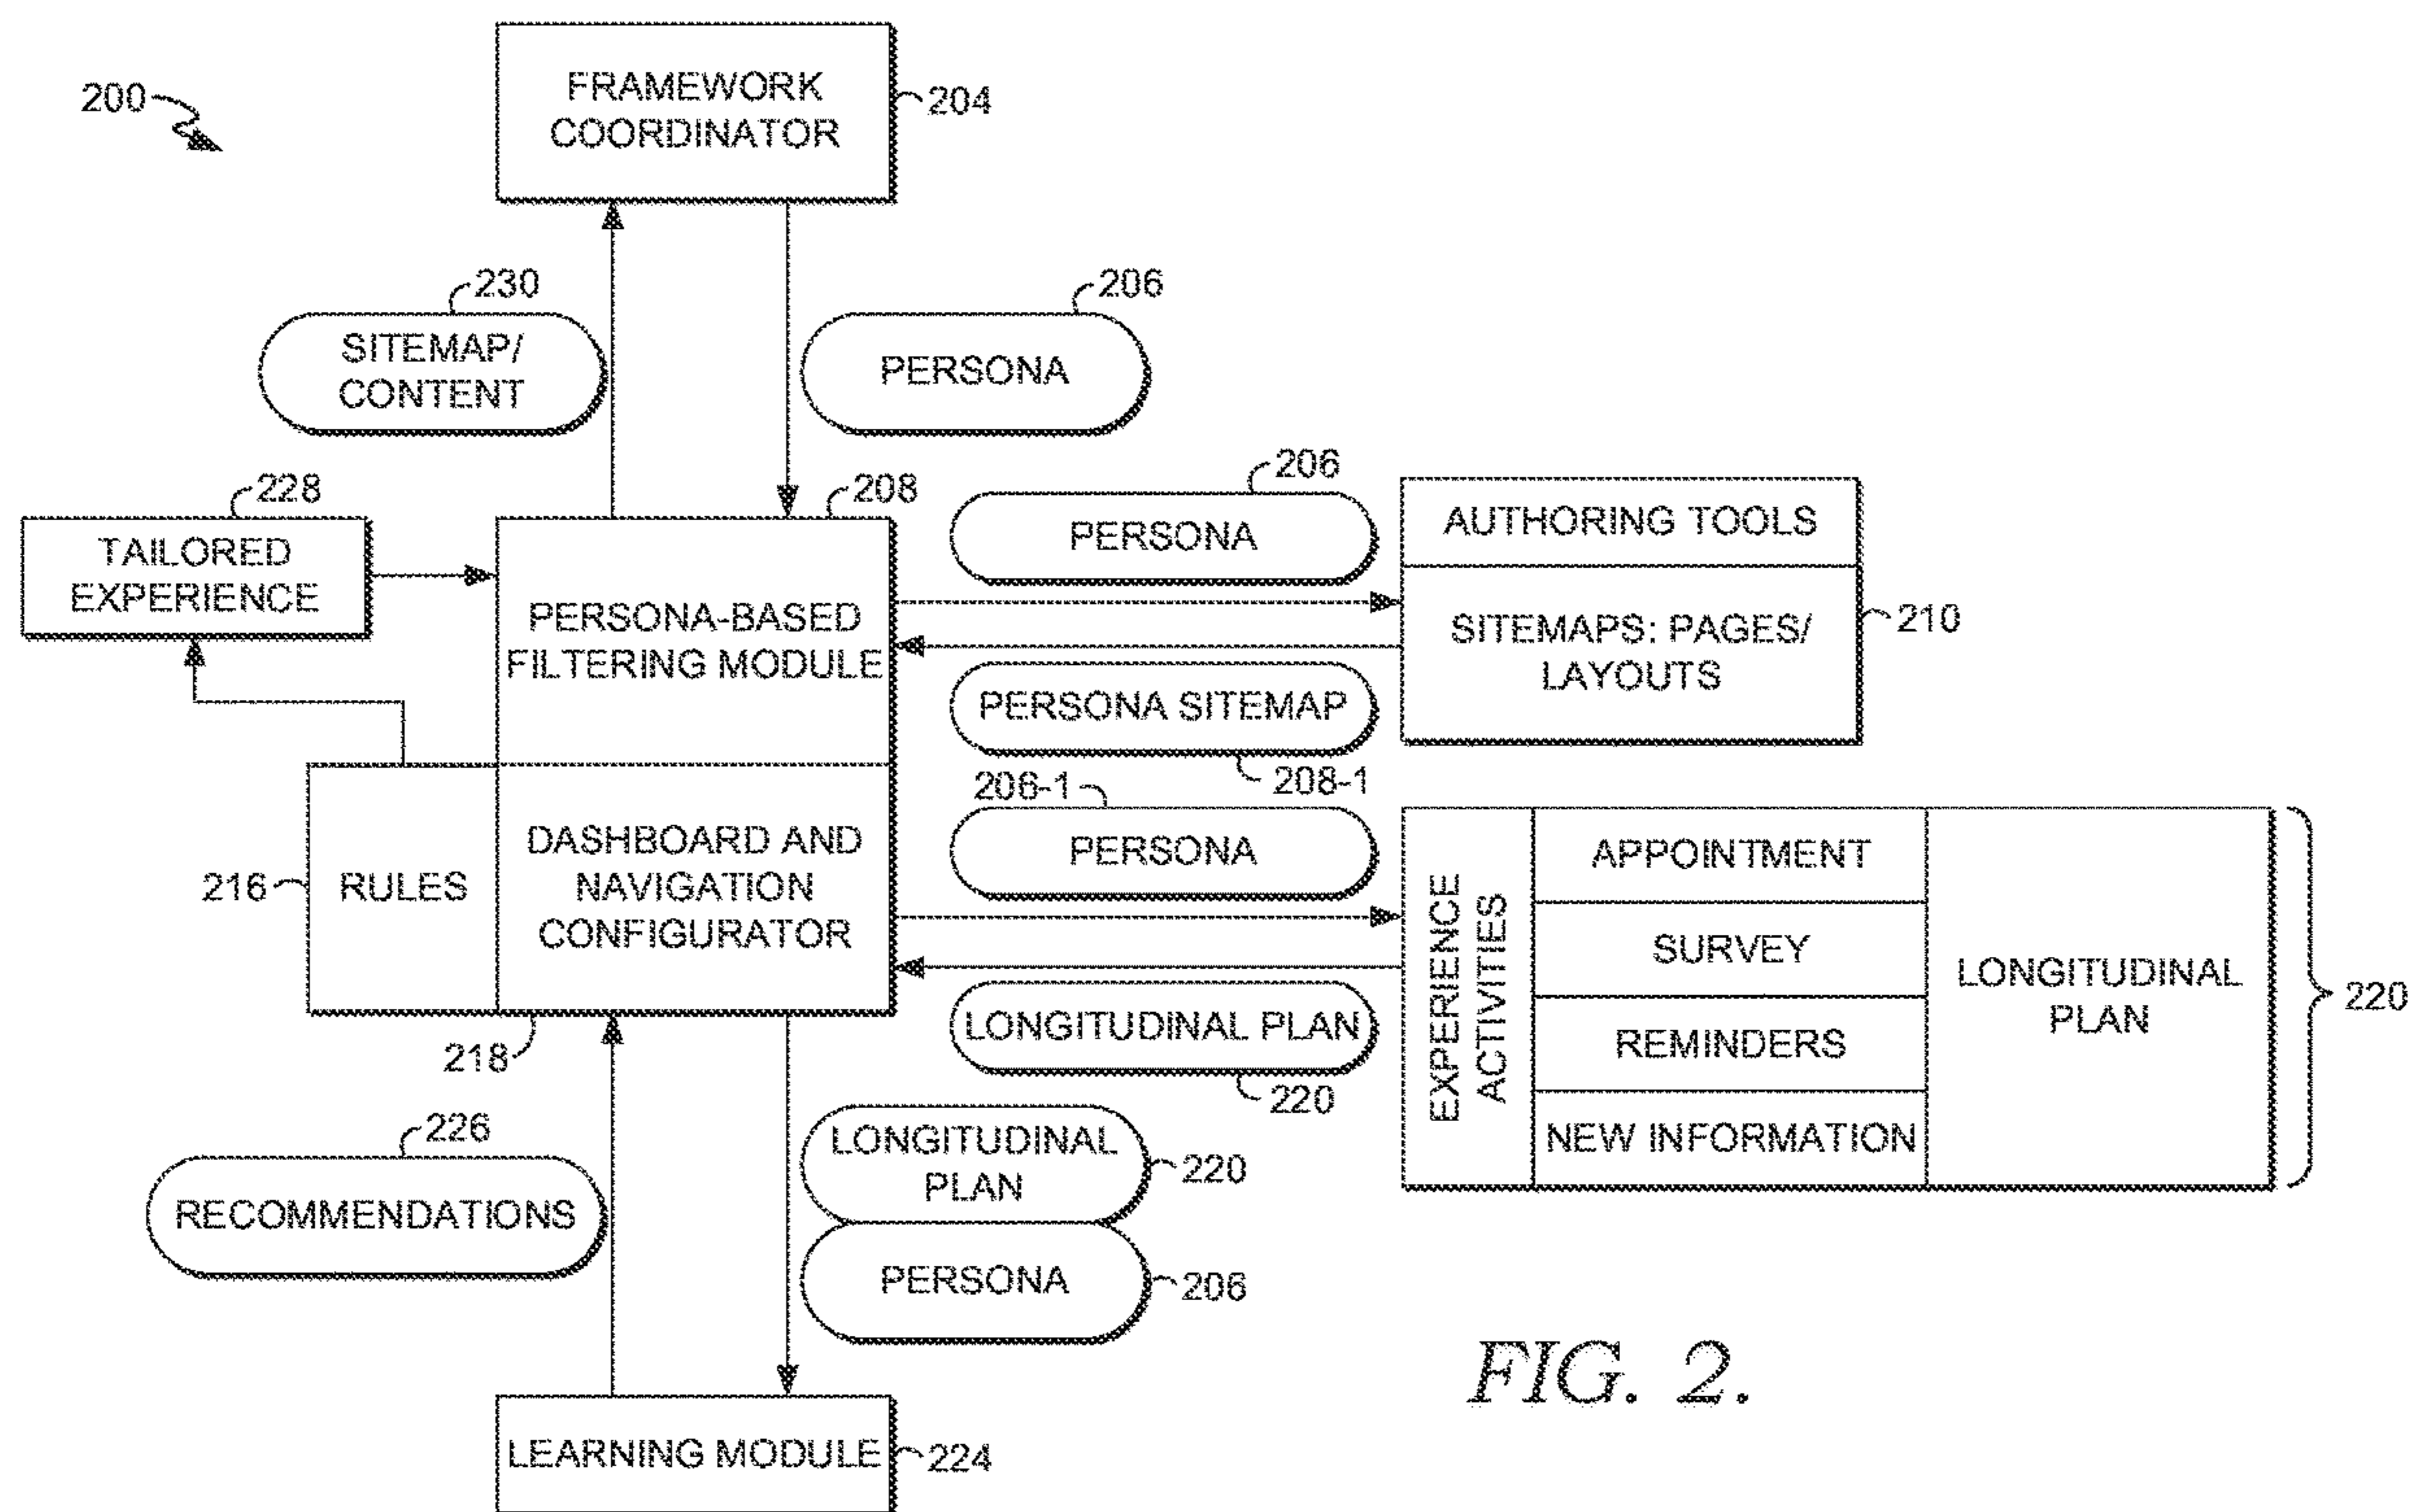 200
FRAMEWORK
COORDINATOR
204
230
SITEMAP/
CONTENT
206
PERSONA
228
TAILORED
EXPERIENCE
208
PERSONA-BASED
FILTERING MODULE
206
PERSONA
AUTHORING TOOLS
SITEMAPS: PAGES/
LAYOUTS
210
PERSONA SITEMAP
208-1
206-1
PERSONA
216
RULES
DASHBOARD AND
NAVIGATION
CONFIGURATOR
218
EXPERIENCE
ACTIVITIES
APPOINTMENT
SURVEY
REMINDERS
NEW INFORMATION
LONGITUDINAL
PLAN
220
LONGITUDINAL PLAN
220
226
RECOMMENDATIONS
LONGITUDINAL
PLAN
220
PERSONA
206
LEARNING MODULE
224
FIG. 2.